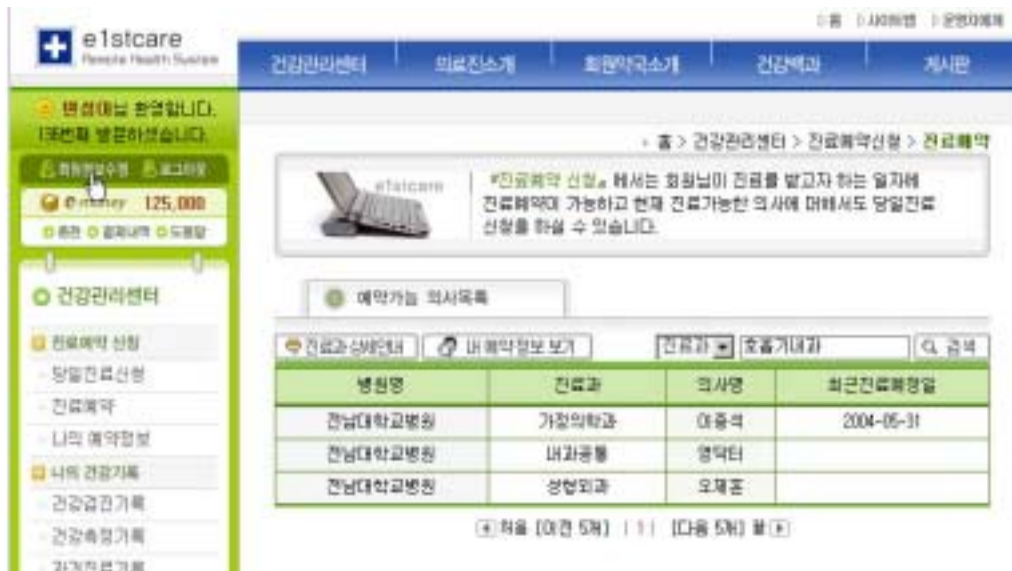 ▷홈 ▷사이트맵 ▷운영자에게
e1stcare
Remote Health System
건강관리센터 의료진소개 회원약국소개 건강백과 게시판
님 환영합니다.
136번째 방문하셨습니다.
회원정보수정 로그아웃
e-money 125,000
충전 결제내역 도움말
홈 > 건강관리센터 > 진료예약신청 > 진료예약
e1stcare
『진료예약 신청』 에서는 회원님이 진료를 받고자 하는 일자에
진료예약이 가능하고 현재 진료가능한 의사에 대해서도 당일진료
신청을 하실 수 있습니다.
건강관리센터
진료예약 신청
당일진료신청
진료예약
나의 예약정보
나의 건강기록
건강검진기록
건강측정기록
과거진료기록
예약가능 의사목록
진료과 상세안내 내 예약정보 보기 진료과 호흡기내과 검색
병원명 진료과 의사명 최근진료예정일
전남대학교병원 가정의학과 이중석 2004-05-31
전남대학교병원 내과공통 영닥터
전남대학교병원 성형외과 오재훈
처음 [이전 5개] | 1 | [다음 5개] 끝